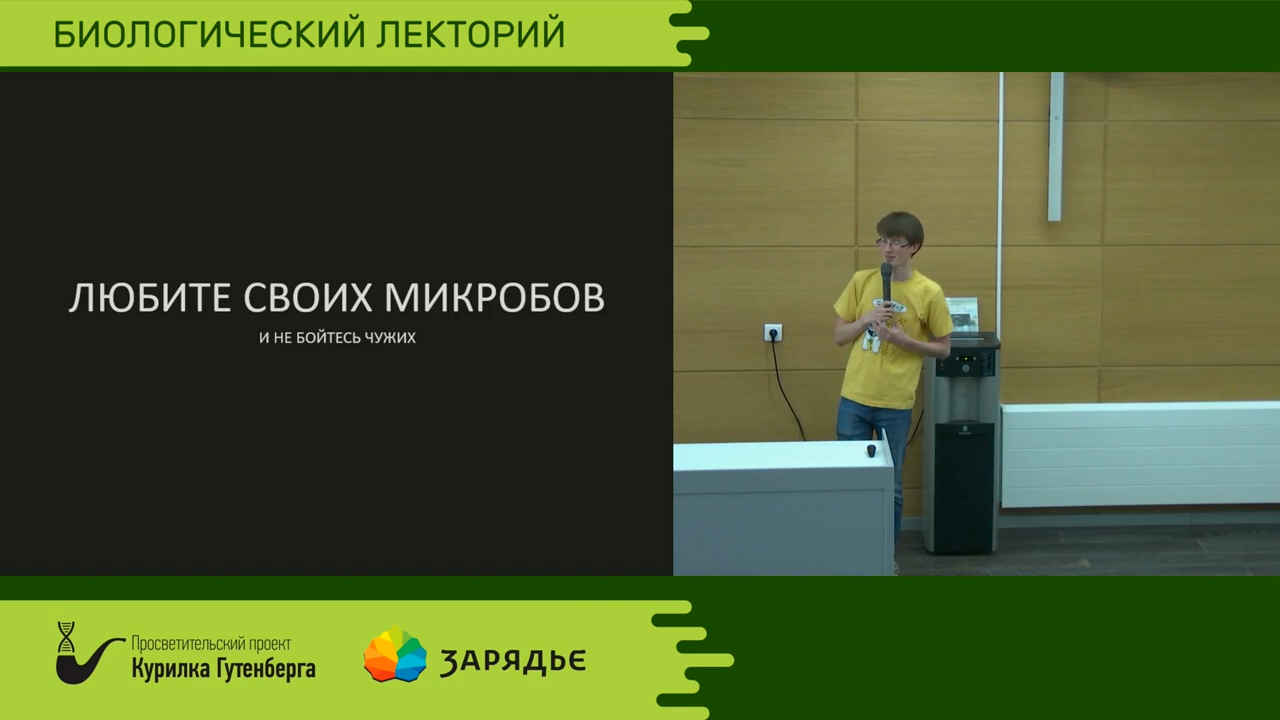 БИОЛОГИЧЕСКИЙ ЛЕКТОРИЙ
ЛЮБИТЕ СВОИХ МИКРОБОВ
И НЕ БОЙТЕСЬ ЧУЖИХ
Просветительский проект
Курилка Гутенберга
ЗАРЯДЬЕ